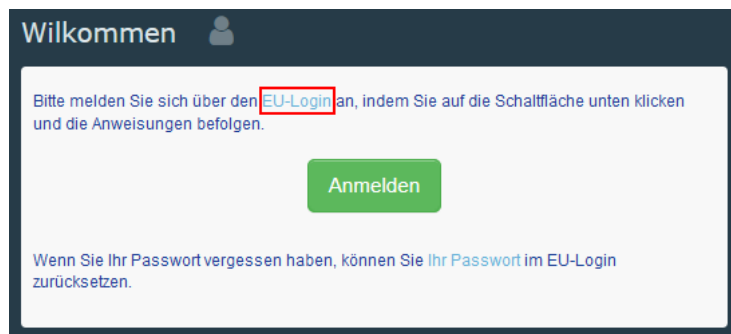 Wilkommen
Bitte melden Sie sich über den EU-Login an, indem Sie auf die Schaltfläche unten klicken
und die Anweisungen befolgen.
Anmelden
Wenn Sie Ihr Passwort vergessen haben, können Sie Ihr Passwort im EU-Login
zurücksetzen.